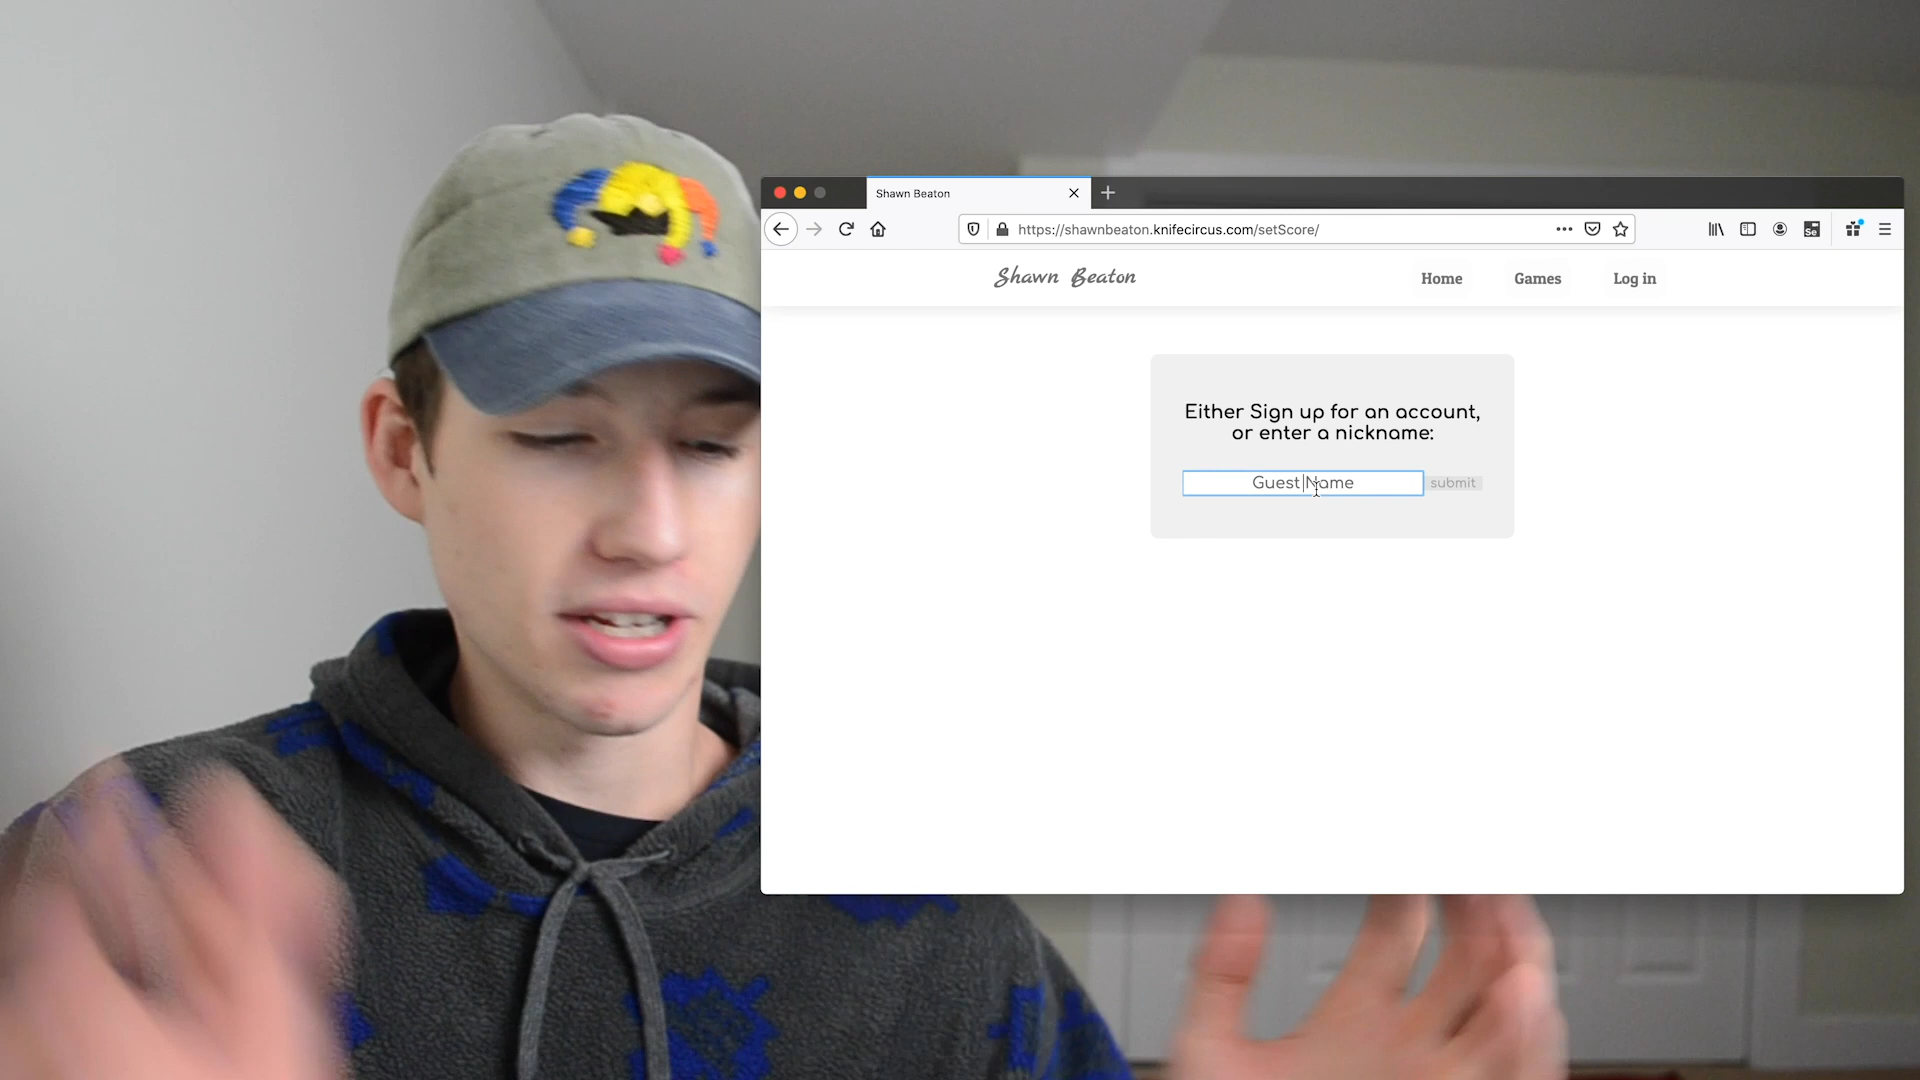 Shawn Beaton
https://shawnbeaton.knifecircus.com/setScore/
Se
Shawn Beaton
Home
Games
Log in
Either Sign up for an account,
or enter a nickname:
Guest Name
submit